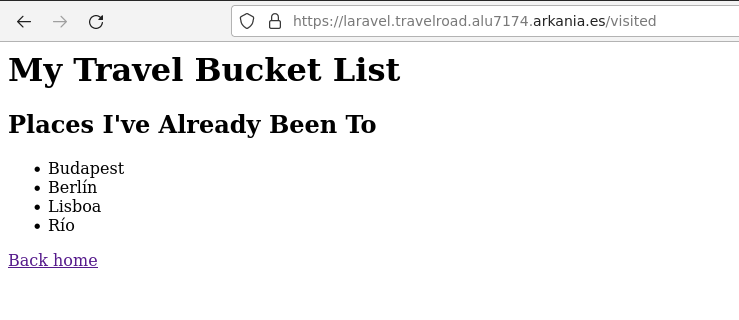 https://laravel.travelroad.alu7174.arkania.es/visited
My Travel Bucket List
Places I've Already Been To
Budapest
Berlín
Lisboa
Río
Back home